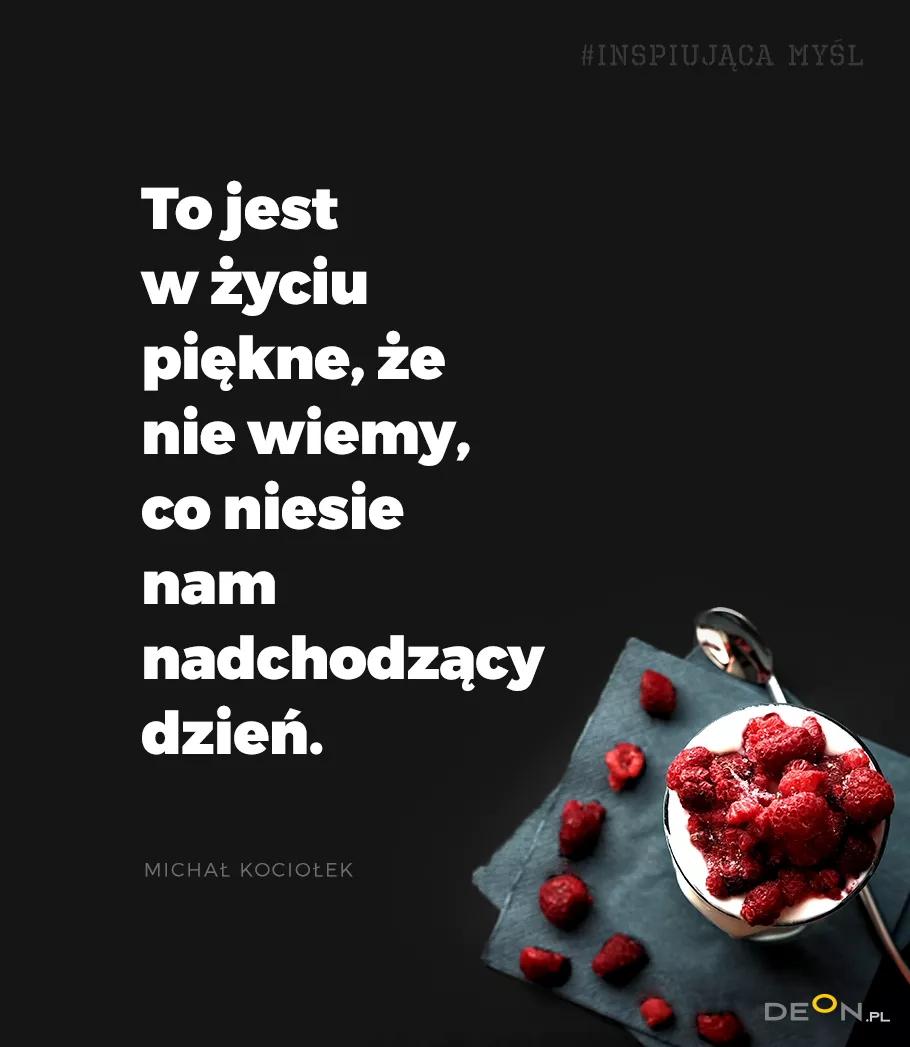 #INSPIUJĄCA MYŚL
To jest
w życiu
piękne, że
nie wiemy,
co niesie
nam
nadchodzący
dzień.
MICHAŁ KOCIOŁEK
DEON.PL